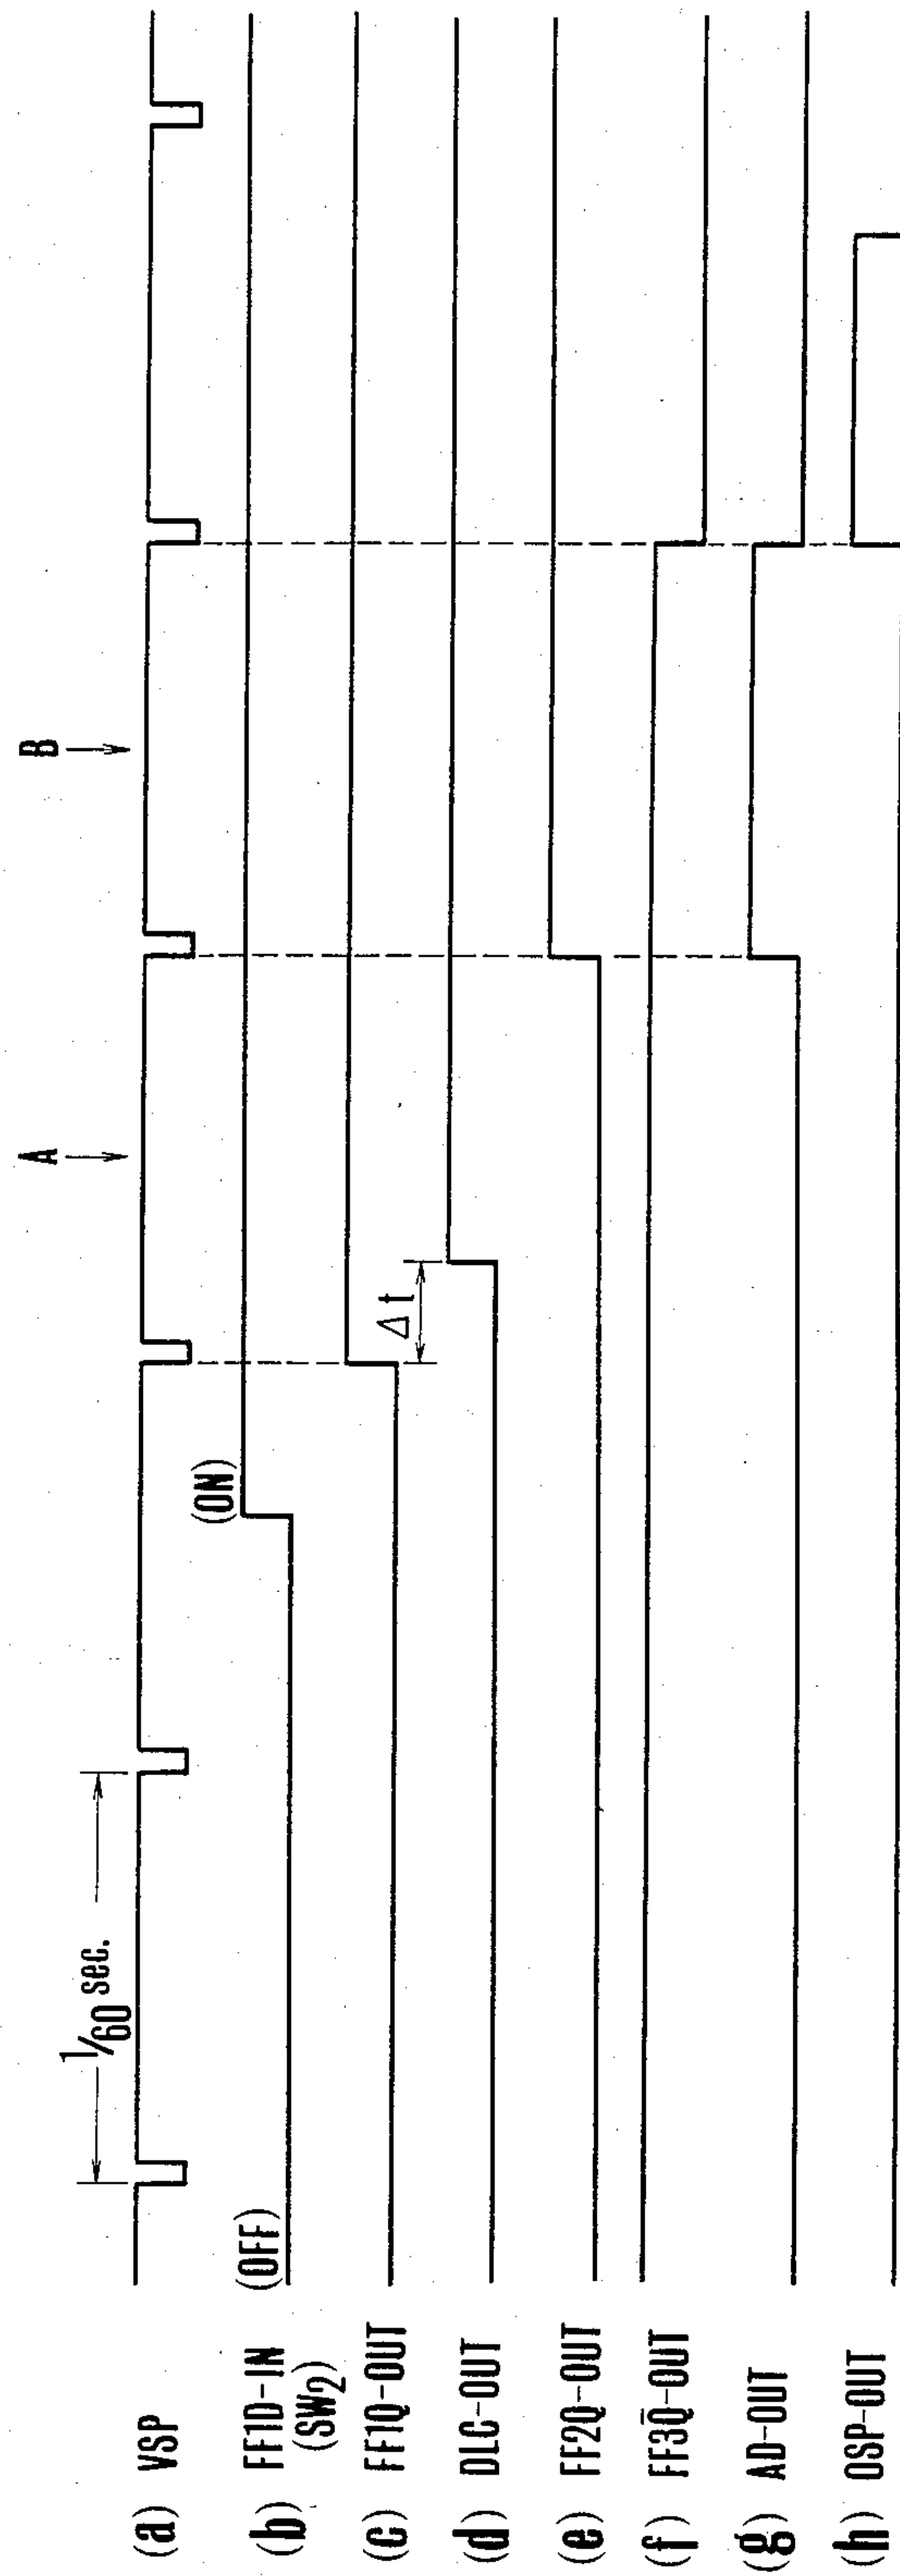 A
B
1/60 sec.
(a) VSP
(OFF)
(ON)
(b) FF1D-IN
(SW2)
(c) FF1Q-OUT
Δt
(d) DLC-OUT
(e) FF2Q-OUT
(f) FF3Q̄-OUT
(g) AD-OUT
(h) OSP-OUT